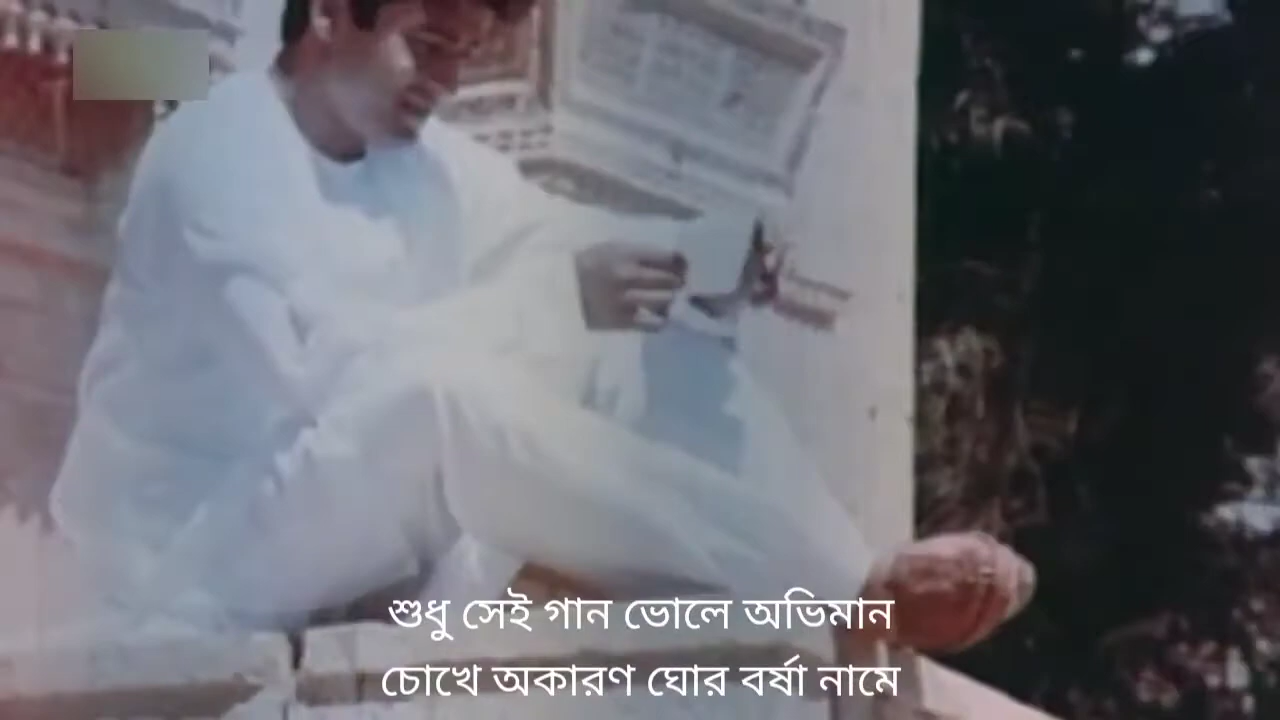 শুধু সেই গান ভোলে অভিমান
চোখে অকারণ ঘোর বর্ষা নামে